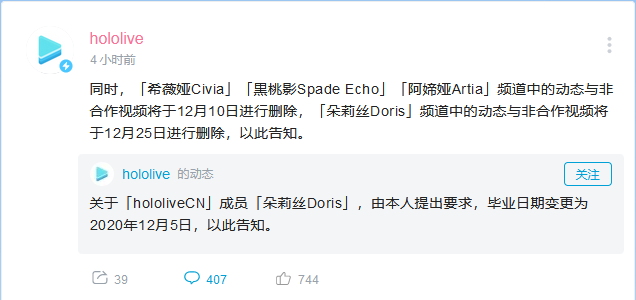 hololive
4 小时前
同时，「希薇娅Civia」「黑桃影Spade Echo」「阿媂娅Artia」频道中的动态与非
合作视频将于12月10日进行删除，「朵莉丝Doris」频道中的动态与非合作视频将
于12月25日进行删除，以此告知。
hololive 的动态
关注
关于「hololiveCN」成员「朵莉丝Doris」，由本人提出要求，毕业日期变更为
2020年12月5日，以此告知。
39 407 744